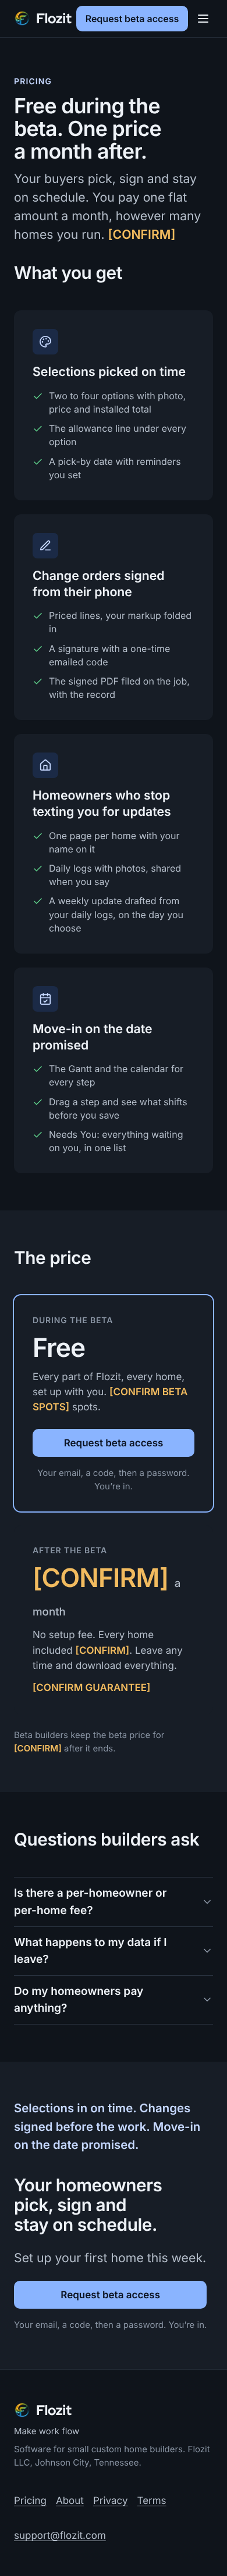 Flozit
Request beta access
PRICING
Free during the
beta. One price
a month after.
Your buyers pick, sign and stay
on schedule. You pay one flat
amount a month, however many
homes you run. [CONFIRM]
What you get
Selections picked on time
Two to four options with photo,
price and installed total
The allowance line under every
option
A pick-by date with reminders
you set
Change orders signed
from their phone
Priced lines, your markup folded
in
A signature with a one-time
emailed code
The signed PDF filed on the job,
with the record
Homeowners who stop
texting you for updates
One page per home with your
name on it
Daily logs with photos, shared
when you say
A weekly update drafted from
your daily logs, on the day you
choose
Move-in on the date
promised
The Gantt and the calendar for
every step
Drag a step and see what shifts
before you save
Needs You: everything waiting
on you, in one list
The price
DURING THE BETA
Free
Every part of Flozit, every home,
set up with you. [CONFIRM BETA
SPOTS] spots.
Request beta access
Your email, a code, then a password.
You're in.
AFTER THE BETA
[CONFIRM] a
month
No setup fee. Every home
included [CONFIRM]. Leave any
time and download everything.
[CONFIRM GUARANTEE]
Beta builders keep the beta price for
[CONFIRM] after it ends.
Questions builders ask
Is there a per-homeowner or
per-home fee?
What happens to my data if I
leave?
Do my homeowners pay
anything?
Selections in on time. Changes
signed before the work. Move-in
on the date promised.
Your homeowners
pick, sign and
stay on schedule.
Set up your first home this week.
Request beta access
Your email, a code, then a password. You're in.
Flozit
Make work flow
Software for small custom home builders. Flozit
LLC, Johnson City, Tennessee.
Pricing About Privacy Terms
support@flozit.com